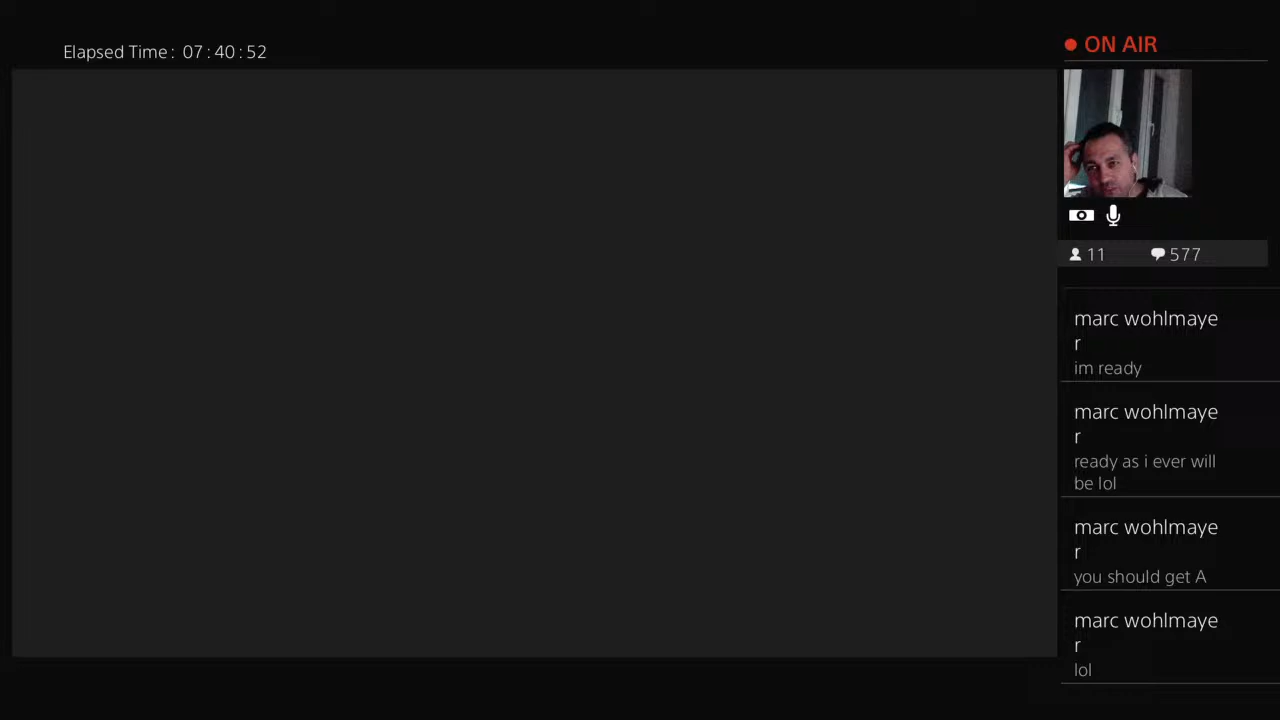 Elapsed Time: 07:40:52
ON AIR
11 577
marc wohlmaye
r
im ready
marc wohlmaye
r
ready as i ever will
be lol
marc wohlmaye
r
you should get A
marc wohlmaye
r
lol